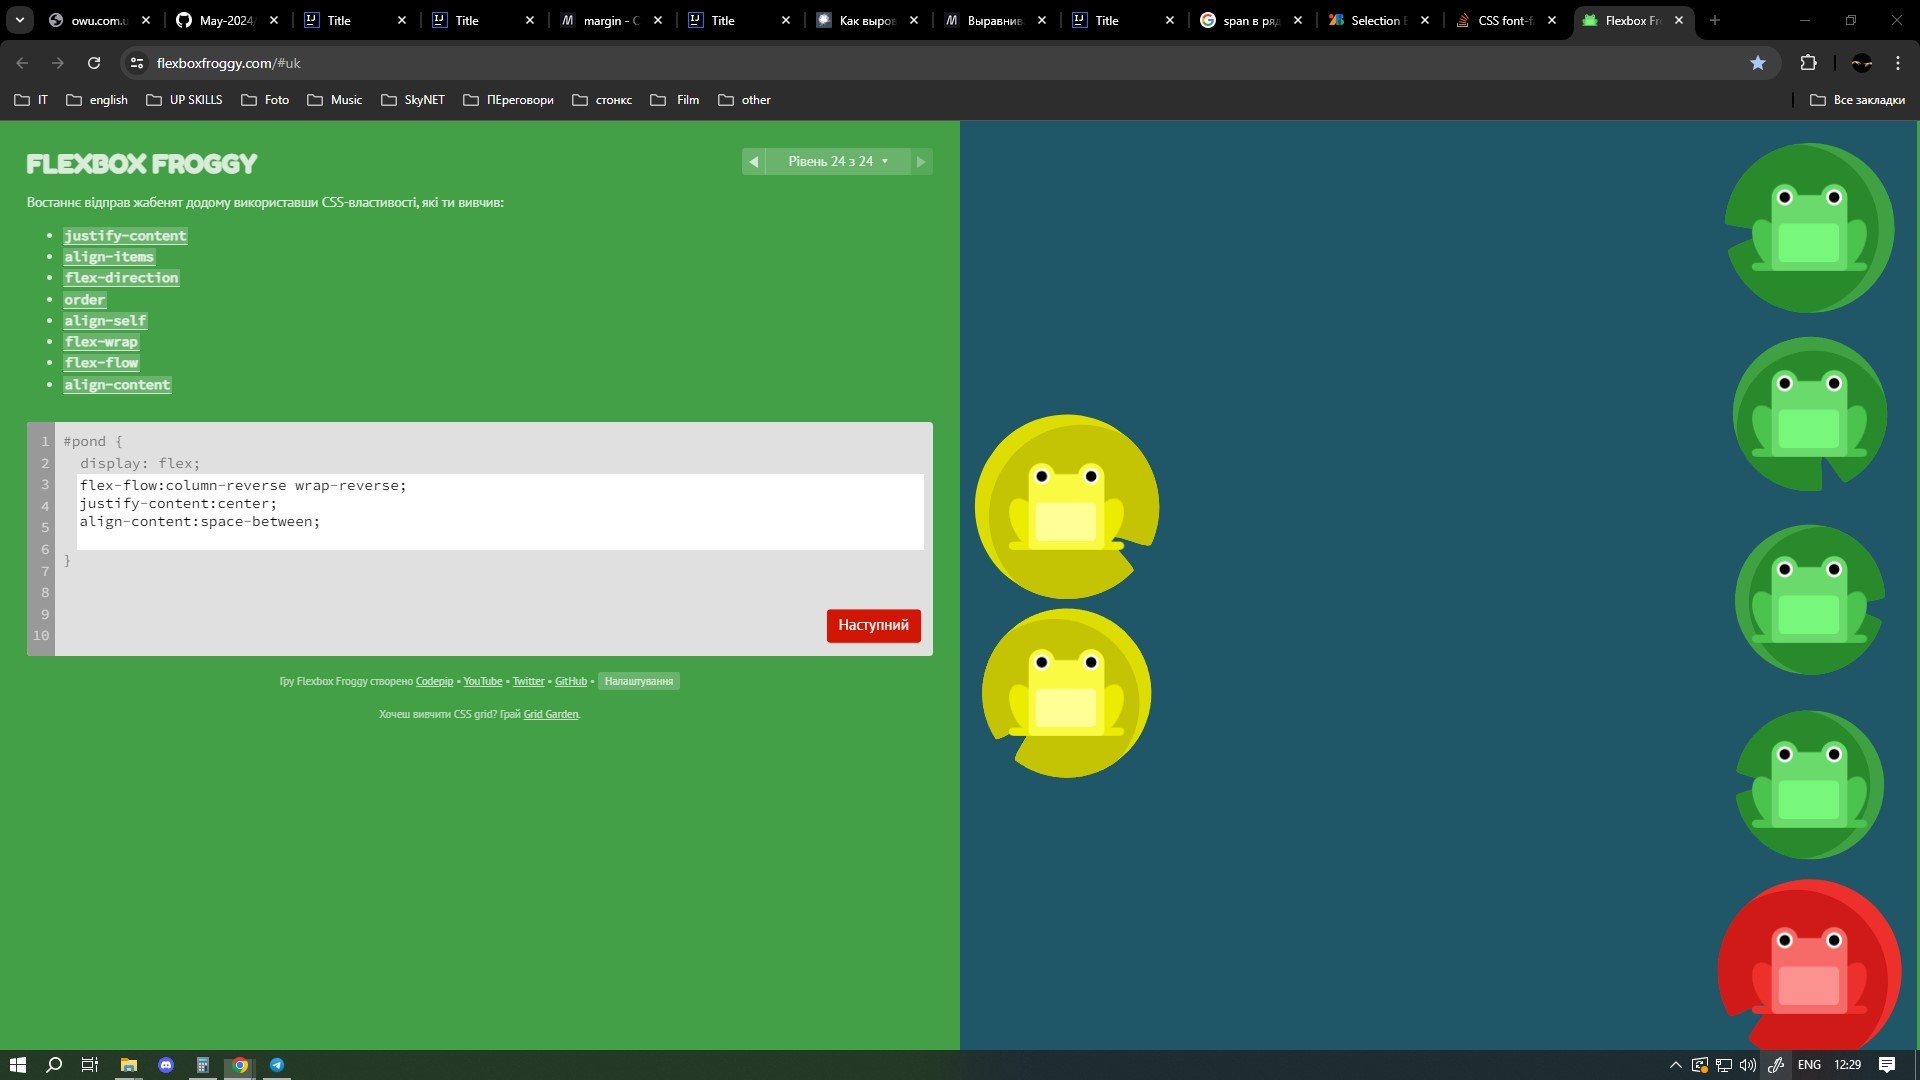 owu.com.u
May-2024/
Title
Title
margin - C
Title
Как выров
Выравнив
Title
span в ряд
Selection E
CSS font-fa
Flexbox Fr
flexboxfroggy.com/#uk
IT
english
UP SKILLS
Foto
Music
SkyNET
ПЕреговори
стонкс
Film
other
Все закладки
FLEXBOX FROGGY
Рівень 24 з 24
Востаннє відправ жабенят додому використавши CSS-властивості, які ти вивчив:
justify-content
align-items
flex-direction
order
align-self
flex-wrap
flex-flow
align-content
1 #pond {
2 display: flex;
3 flex-flow:column-reverse wrap-reverse;
4 justify-content:center;
5 align-content:space-between;
6
7 }
8
9
10
Наступний
Гру Flexbox Froggy створено Codepip • YouTube • Twitter • GitHub • Налаштування
Хочеш вивчити CSS grid? Грай Grid Garden.
ENG
12:29